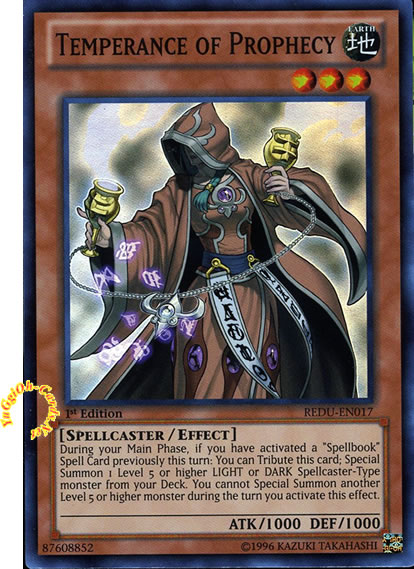 TEMPERANCE OF PROPHECY
EARTH
地
YuGgiOh-Cards.Net
1st Edition
REDU-EN017
[SPELLCASTER / EFFECT]
During your Main Phase, if you have activated a "Spellbook"
Spell Card previously this turn: You can Tribute this card; Special
Summon 1 Level 5 or higher LIGHT or DARK Spellcaster-Type
monster from your Deck. You cannot Special Summon another
Level 5 or higher monster during the turn you activate this effect.
ATK/1000 DEF/1000
87608852
©1996 KAZUKI TAKAHASHI